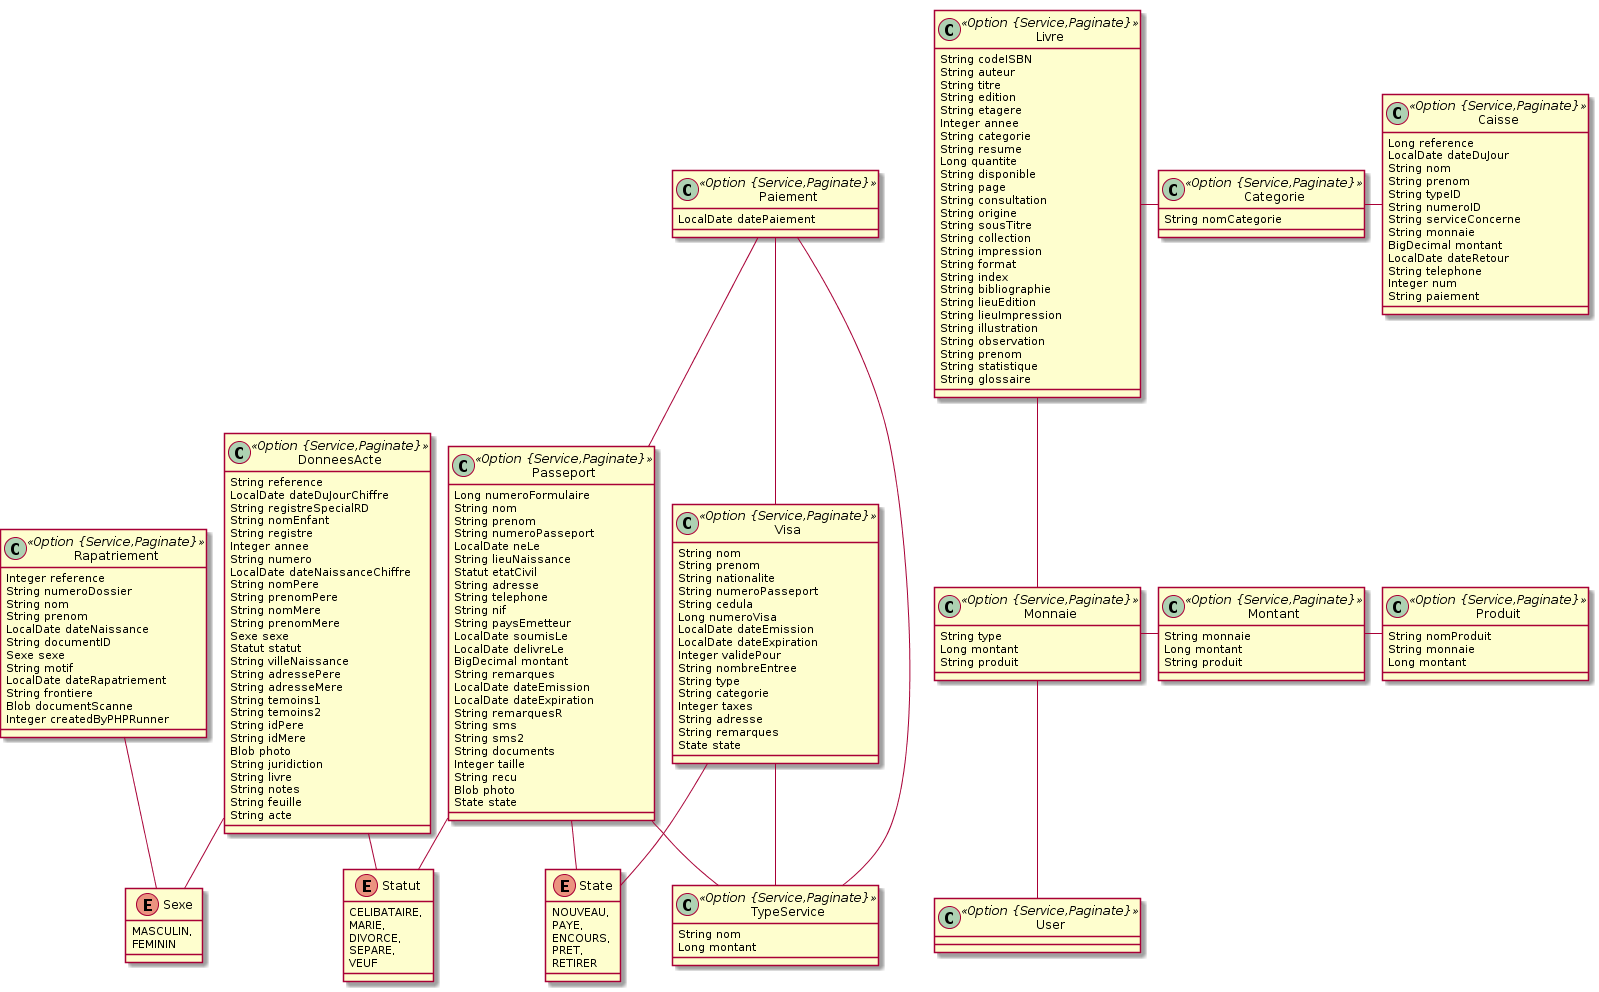 C «Option {Service,Paginate}»
Livre
String codeISBN
String auteur
String titre
String edition
String etagere
Integer annee
String categorie
String resume
Long quantite
String disponible
String page
String consultation
String origine
String sousTitre
String collection
String impression
String format
String index
String bibliographie
String lieuEdition
String lieuImpression
String illustration
String observation
String prenom
String statistique
String glossaire
C «Option {Service,Paginate}»
Caisse
Long reference
LocalDate dateDuJour
String nom
String prenom
String typeID
String numeroID
String serviceConcerne
String monnaie
BigDecimal montant
LocalDate dateRetour
String telephone
Integer num
String paiement
C «Option {Service,Paginate}»
Paiement
LocalDate datePaiement
C «Option {Service,Paginate}»
Categorie
String nomCategorie
C «Option {Service,Paginate}»
DonneesActe
String reference
LocalDate dateDuJourChiffre
String registreSpecialRD
String nomEnfant
String registre
Integer annee
String numero
LocalDate dateNaissanceChiffre
String nomPere
String prenomPere
String nomMere
String prenomMere
Sexe sexe
Statut statut
String villeNaissance
String adressePere
String adresseMere
String temoins1
String temoins2
String idPere
String idMere
Blob photo
String juridiction
String livre
String notes
String feuille
String acte
C «Option {Service,Paginate}»
Passeport
Long numeroFormulaire
String nom
String prenom
String numeroPasseport
LocalDate neLe
String lieuNaissance
Statut etatCivil
String adresse
String telephone
String nif
String paysEmetteur
LocalDate soumisLe
LocalDate delivreLe
BigDecimal montant
String remarques
LocalDate dateEmission
LocalDate dateExpiration
String remarquesR
String sms
String sms2
String documents
Integer taille
String recu
Blob photo
State state
C «Option {Service,Paginate}»
Visa
String nom
String prenom
String nationalite
String numeroPasseport
String cedula
Long numeroVisa
LocalDate dateEmission
LocalDate dateExpiration
Integer validePour
String nombreEntree
String type
String categorie
Integer taxes
String adresse
String remarques
State state
C «Option {Service,Paginate}»
Rapatriement
Integer reference
String numeroDossier
String nom
String prenom
LocalDate dateNaissance
String documentID
Sexe sexe
String motif
LocalDate dateRapatriement
String frontiere
Blob documentScanne
Integer createdByPHPRunner
C «Option {Service,Paginate}»
Monnaie
String type
Long montant
String produit
C «Option {Service,Paginate}»
Montant
String monnaie
Long montant
String produit
C «Option {Service,Paginate}»
Produit
String nomProduit
String monnaie
Long montant
E Sexe
MASCULIN,
FEMININ
E Statut
CELIBATAIRE,
MARIE,
DIVORCE,
SEPARE,
VEUF
E State
NOUVEAU,
PAYE,
ENCOURS,
PRET,
RETIRER
C «Option {Service,Paginate}»
TypeService
String nom
Long montant
C «Option {Service,Paginate}»
User